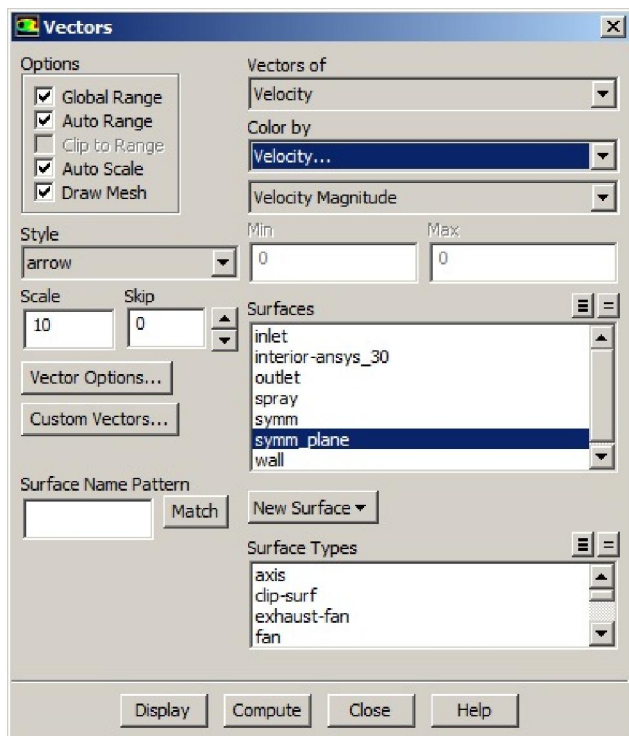 Vectors
Options
Global Range
Auto Range
Clip to Range
Auto Scale
Draw Mesh
Vectors of
Velocity
Color by
Velocity...
Velocity Magnitude
Min
Max
0
0
Style
arrow
Scale
Skip
10
0
Vector Options...
Custom Vectors...
Surfaces
inlet
interior-ansys_30
outlet
spray
symm
symm_plane
wall
Surface Name Pattern
Match
New Surface
Surface Types
axis
clip-surf
exhaust-fan
fan
Display
Compute
Close
Help